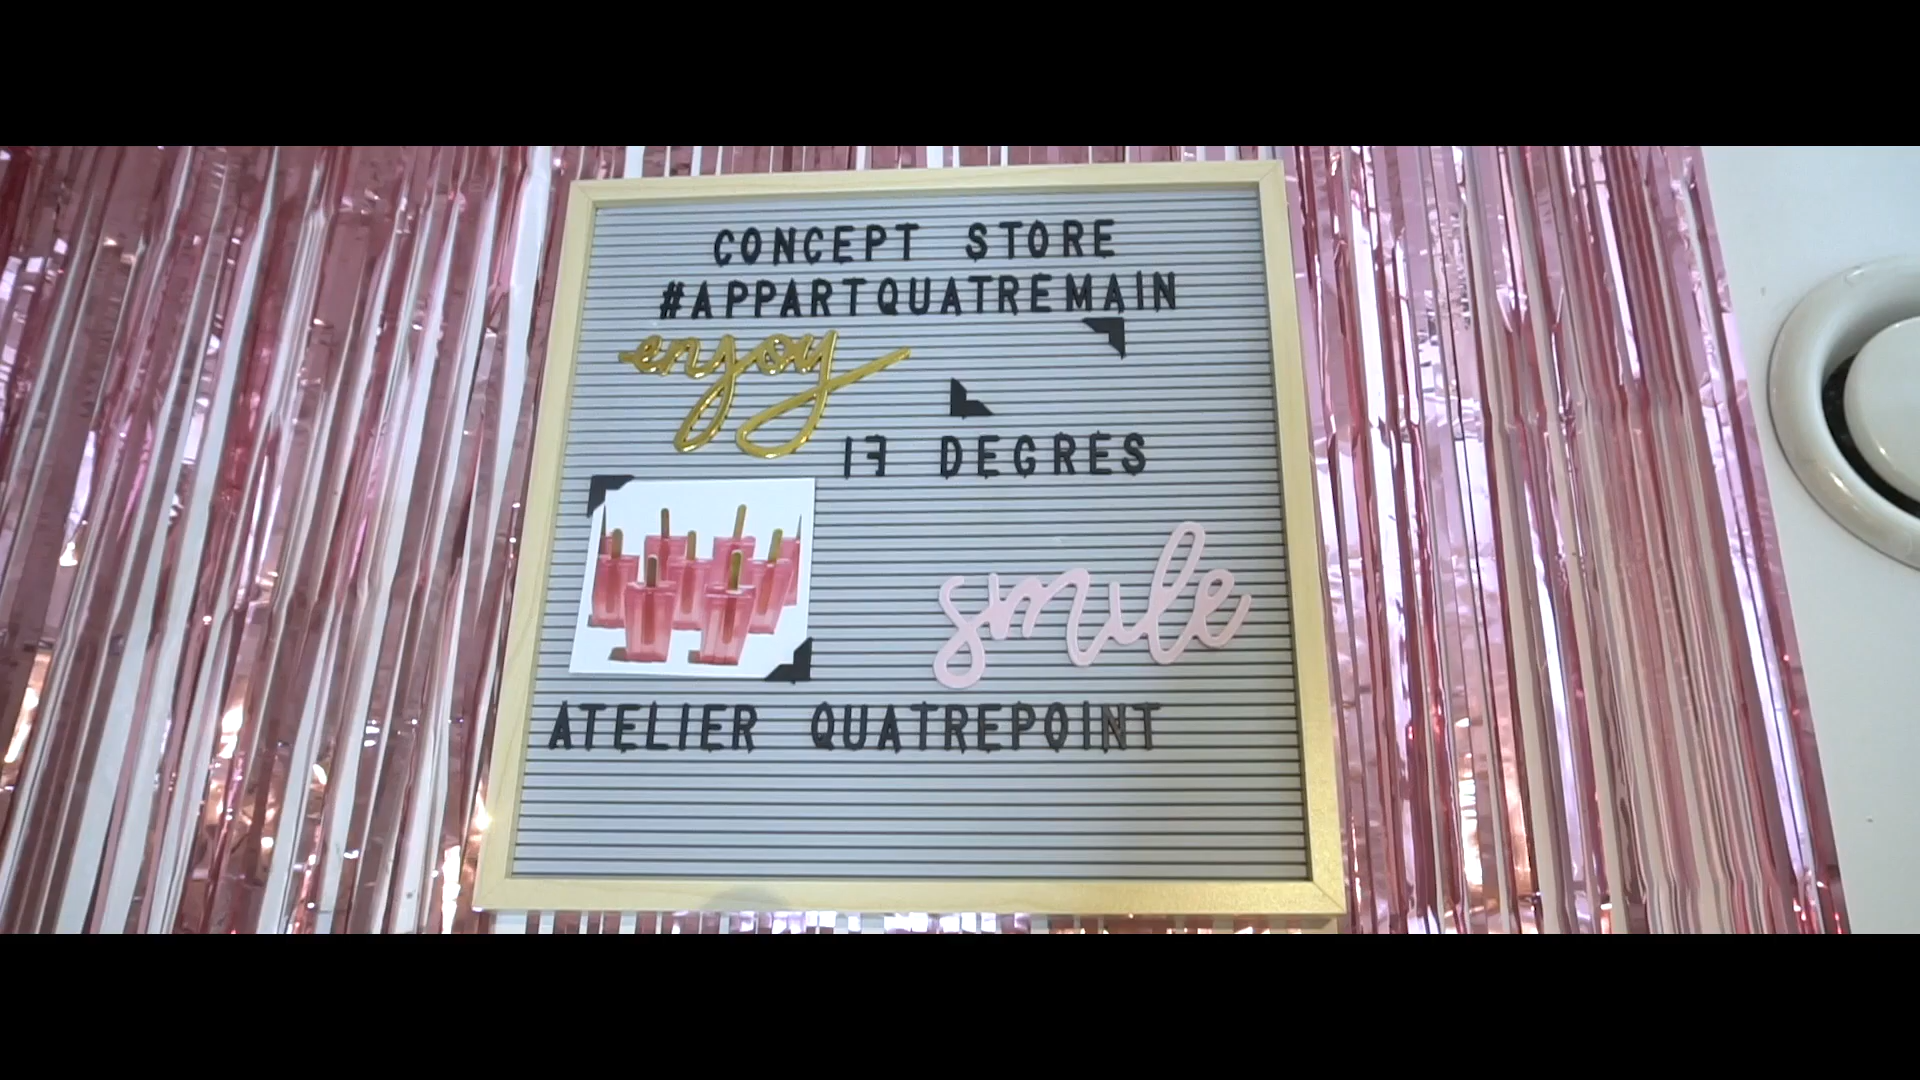 CONCEPT STORE
#APPARTQUATREMAIN
enjoy
17 DEGRES
smile
ATELIER QUATREPOINT